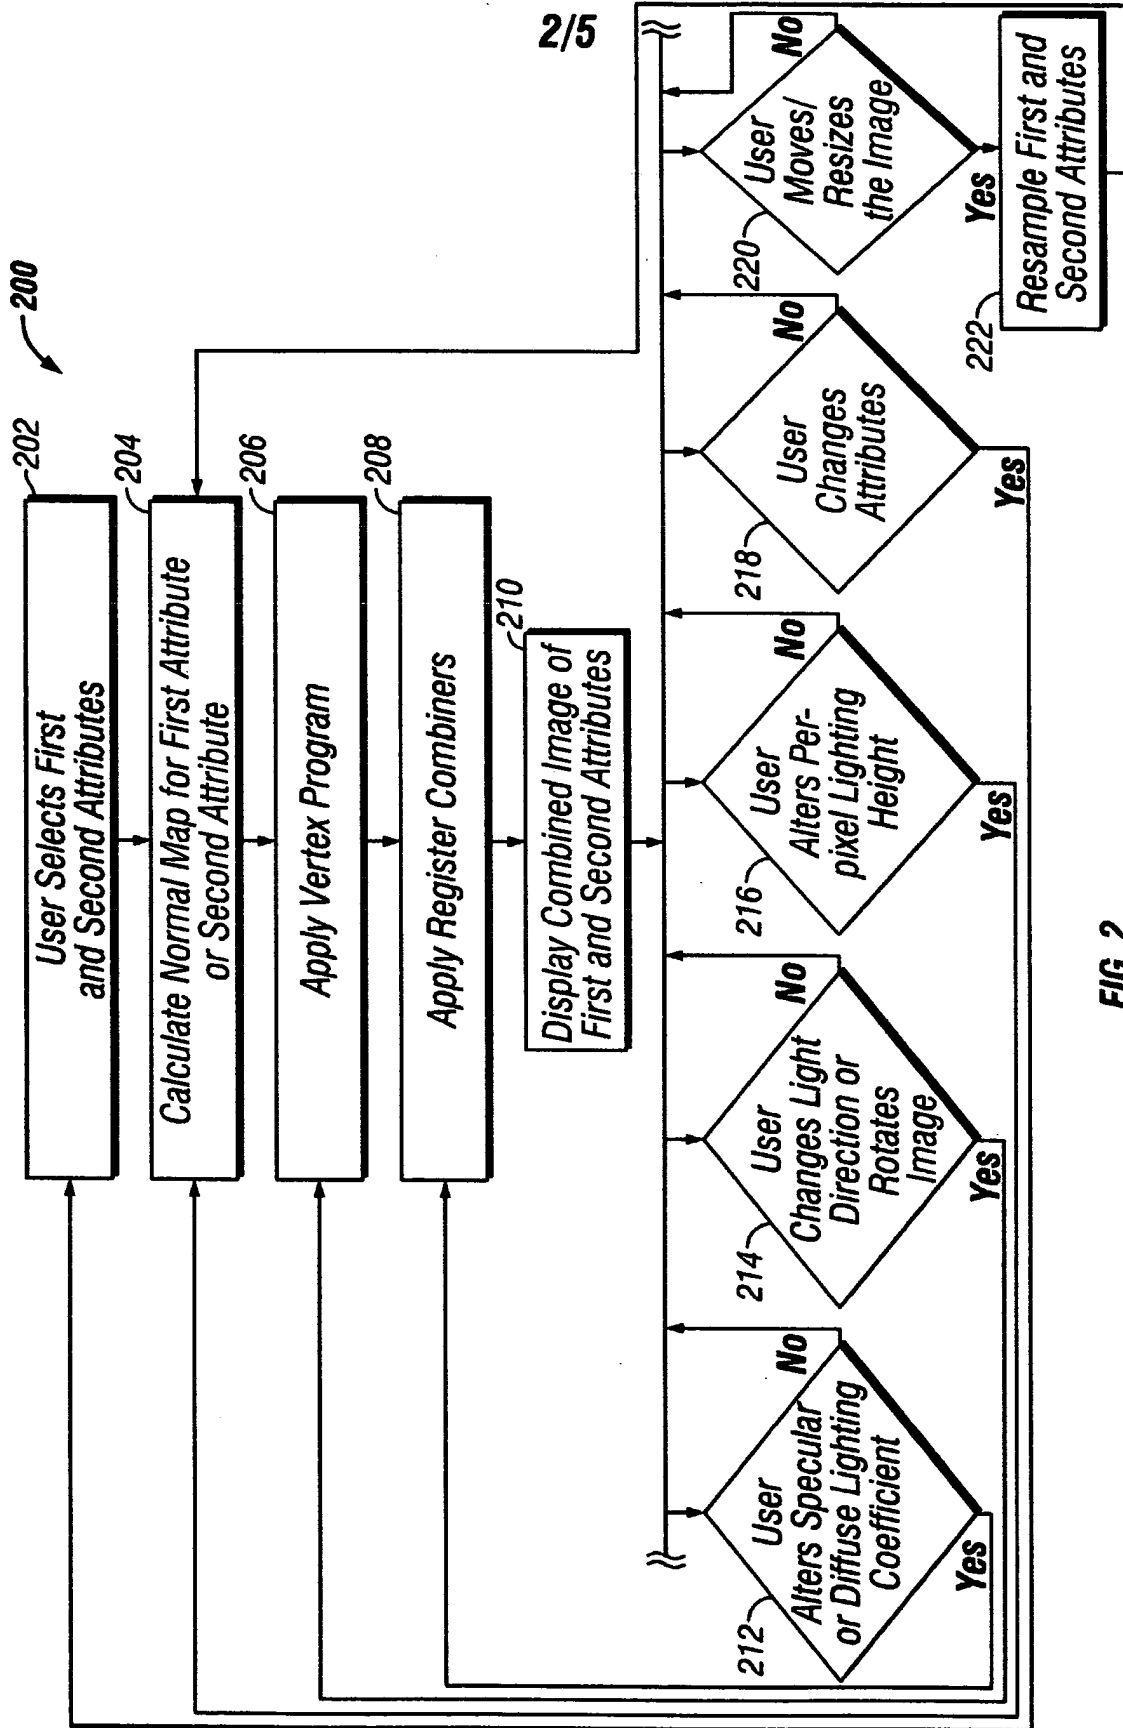 2/5
200
202
User Selects First
and Second Attributes
204
Calculate Normal Map for First Attribute
or Second Attribute
206
Apply Vertex Program
208
Apply Register Combiners
210
Display Combined Image of
First and Second Attributes
212
User
Alters Specular
or Diffuse Lighting
Coefficient
No
Yes
214
User
Changes Light
Direction or
Rotates
Image
No
Yes
216
User
Alters Per-
pixel Lighting
Height
No
Yes
218
User
Changes
Attributes
No
Yes
220
User
Moves/
Resizes
the Image
No
Yes
222
Resample First and
Second Attributes
FIG. 2